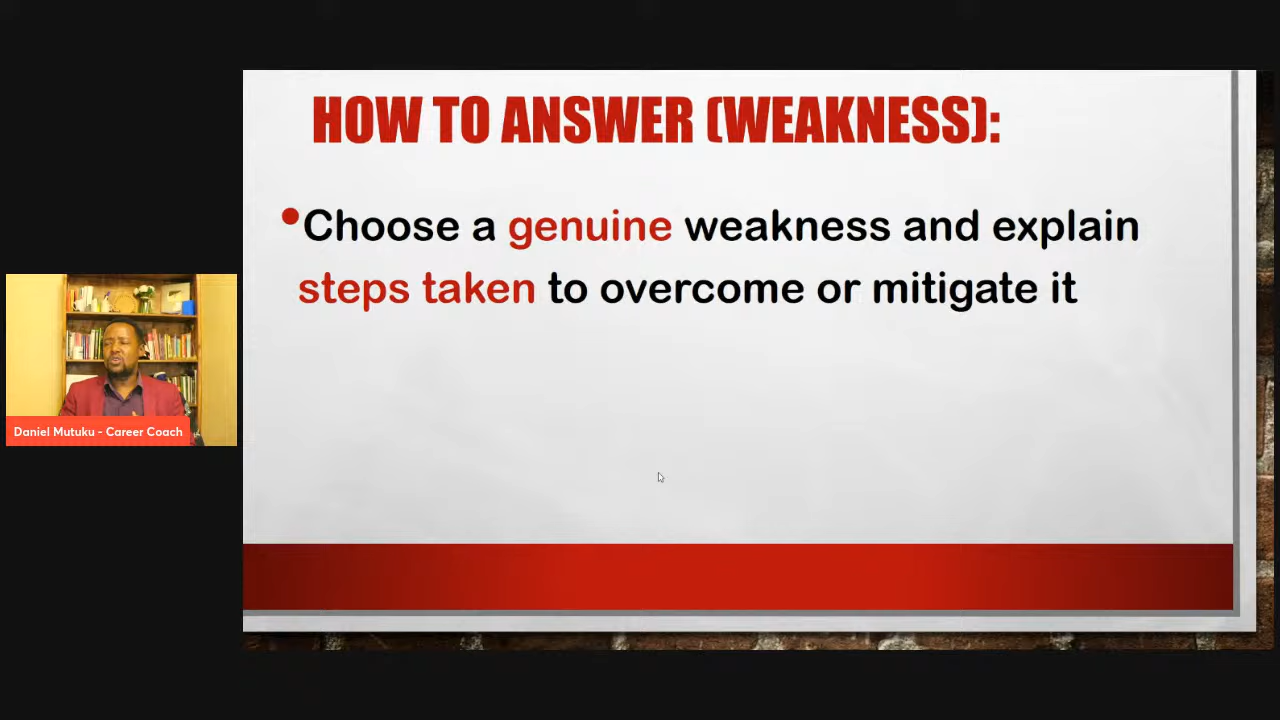 HOW TO ANSWER (WEAKNESS):
•Choose a genuine weakness and explain
steps taken to overcome or mitigate it
Daniel Mutuku - Career Coach